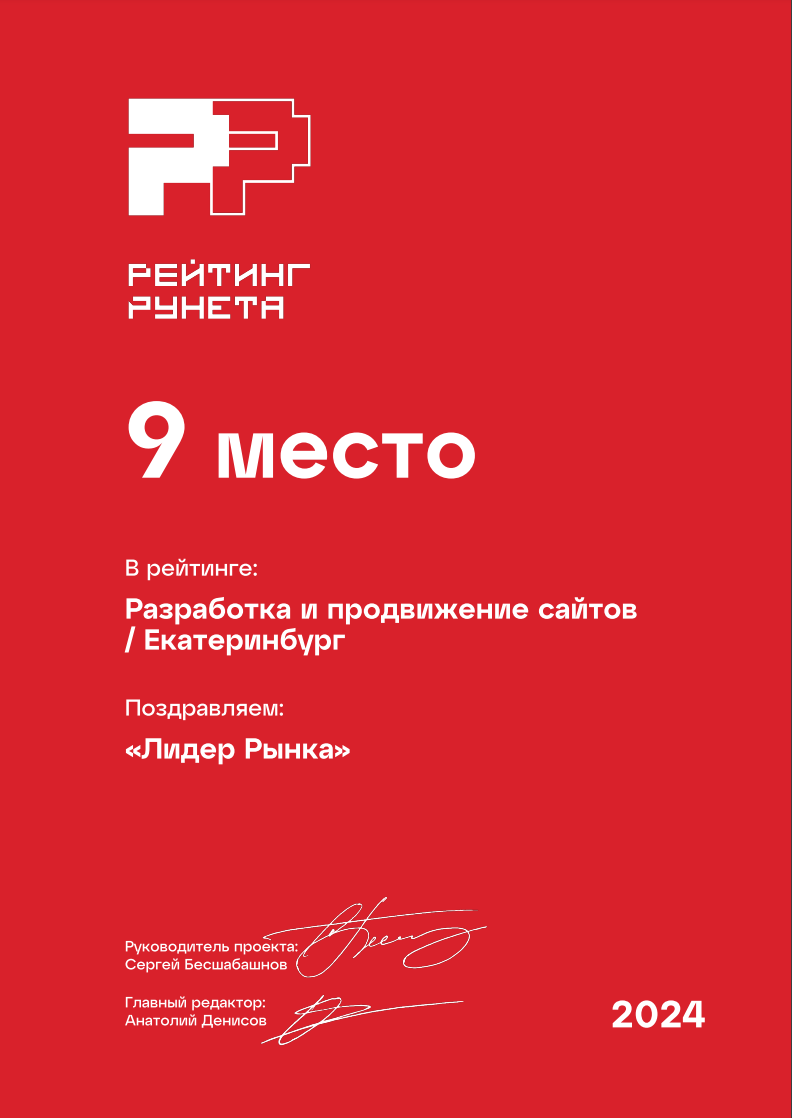 РЕЙТИНГ
РУНЕТА
9 место
В рейтинге:
Разработка и продвижение сайтов
/ Екатеринбург
Поздравляем:
«Лидер Рынка»
Руководитель проекта:
Сергей Бесшабашнов
Главный редактор:
Анатолий Денисов
2024